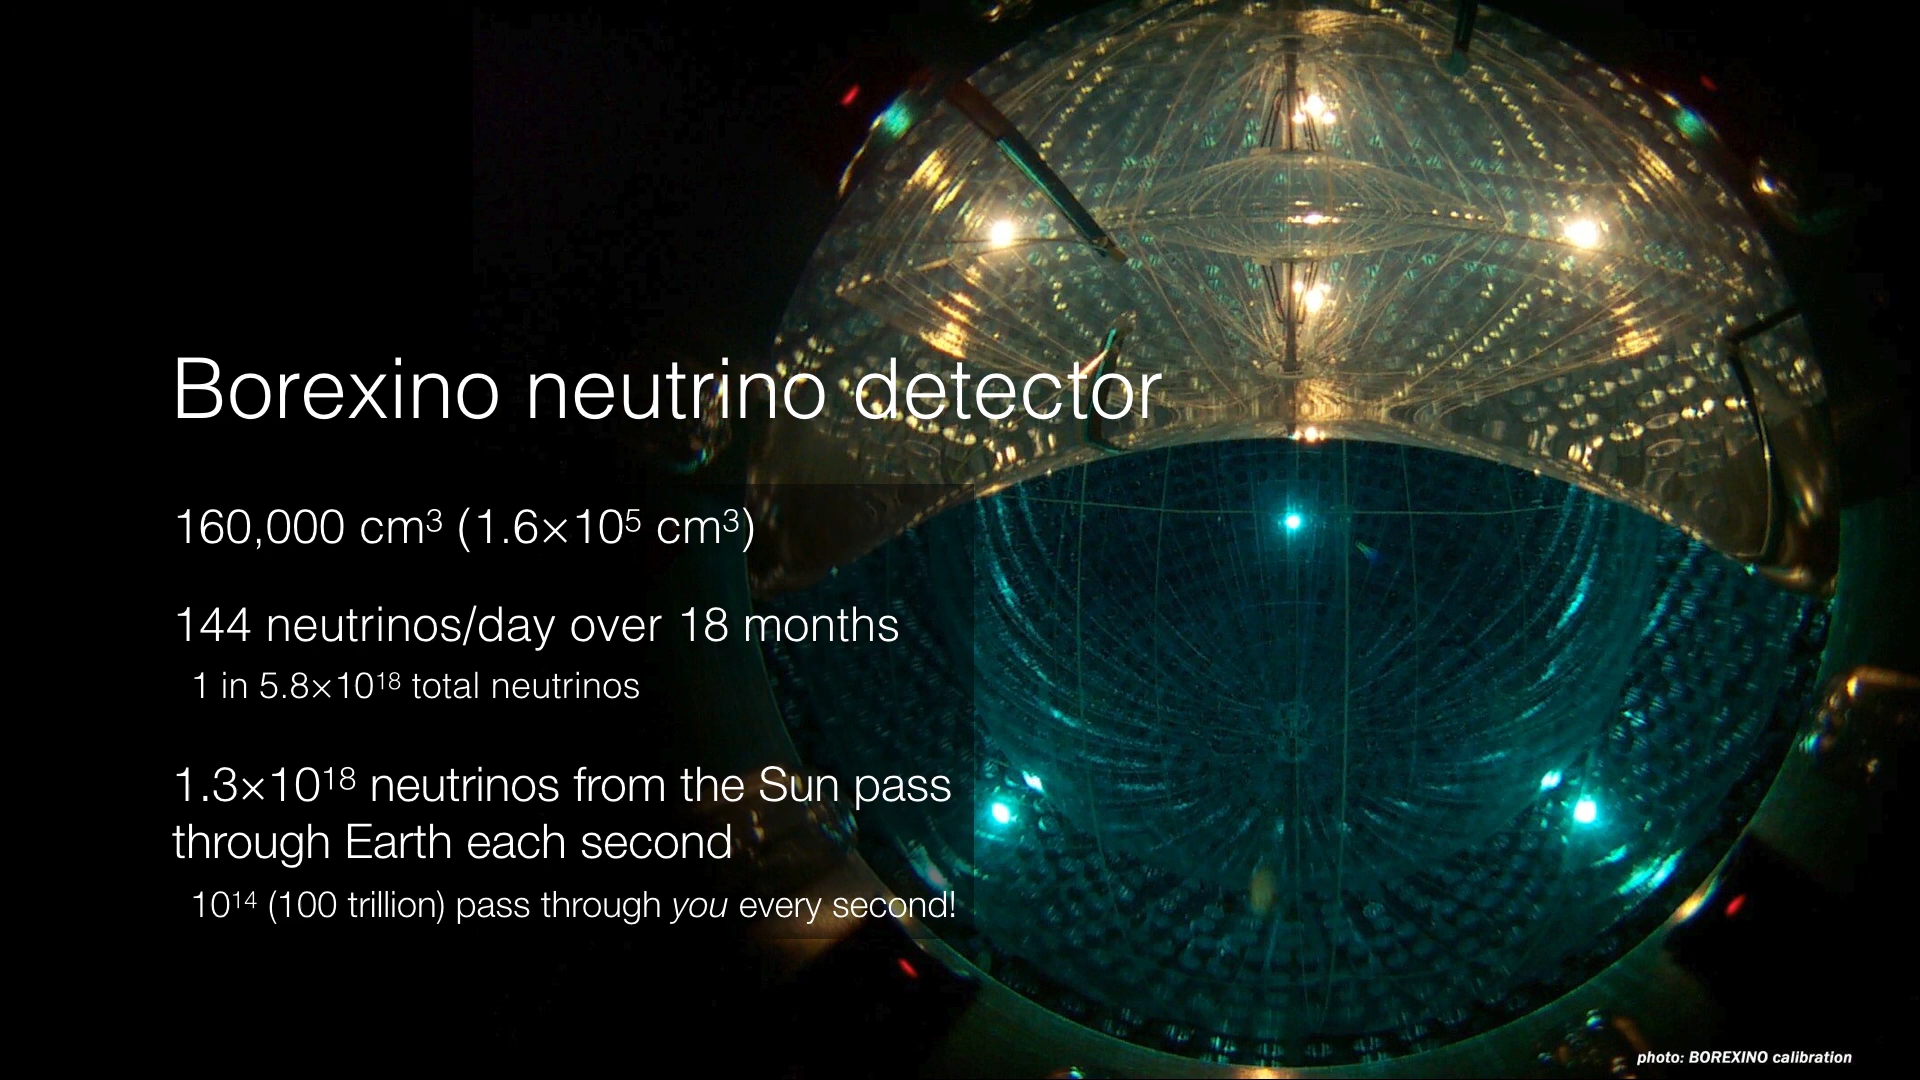 Borexino neutrino detector
160,000 cm³ (1.6×10⁵ cm³)
144 neutrinos/day over 18 months
1 in 5.8×10¹⁸ total neutrinos
1.3×10¹⁸ neutrinos from the Sun pass
through Earth each second
10¹⁴ (100 trillion) pass through you every second!
photo: BOREXINO calibration